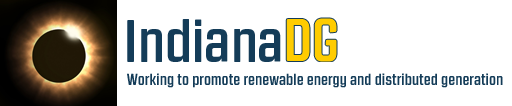 IndianaDG
Working to promote renewable energy and distributed generation